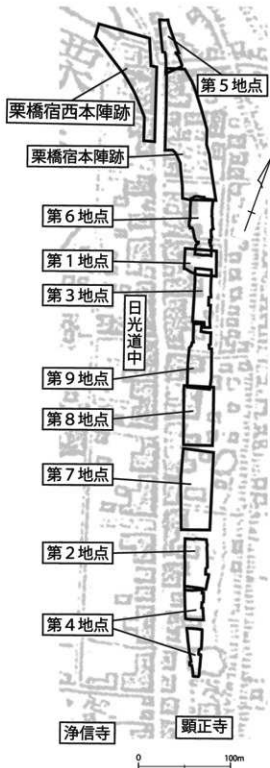 第5地点
栗橋宿西本陣跡
栗橋宿本陣跡
第6地点
第1地点
第3地点
日光道中
第9地点
第8地点
第7地点
第2地点
第4地点
浄信寺
顕正寺
0
100m